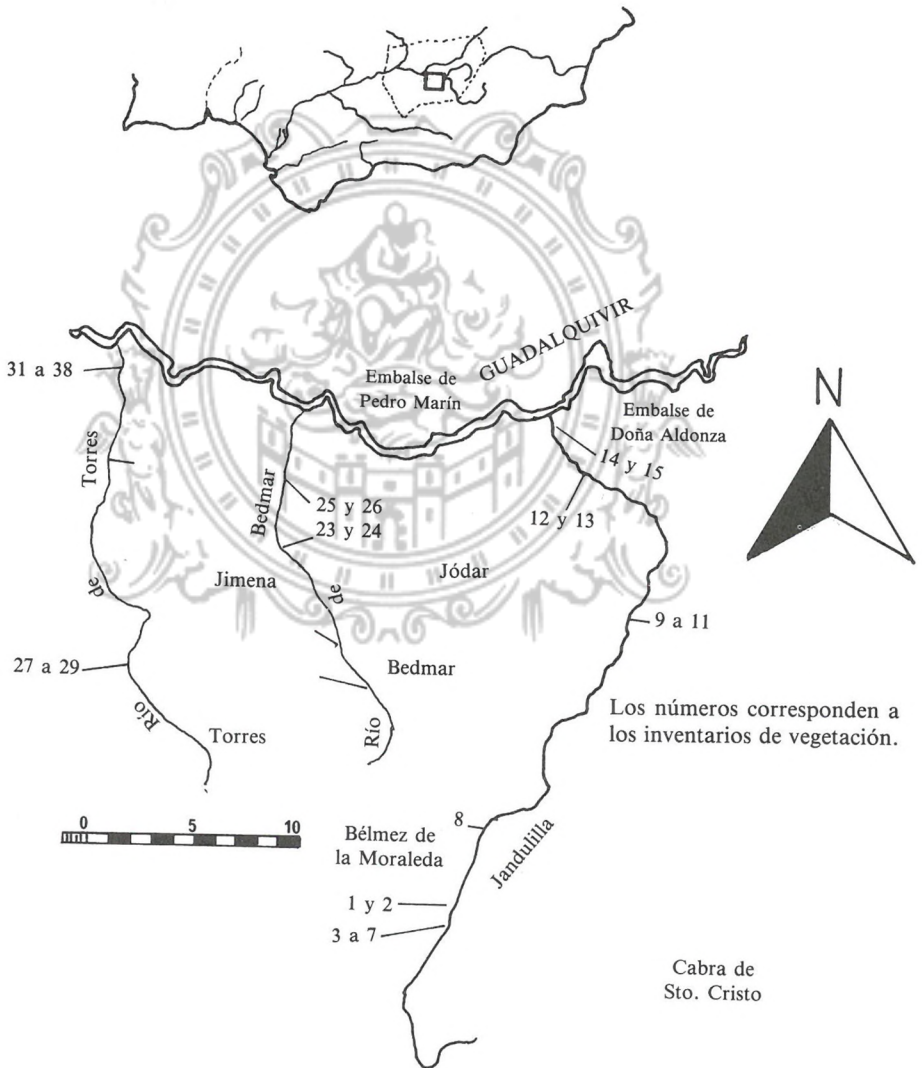 GUADALQUIVIR
N
31 a 38
Embalse de
Pedro Marín
Embalse de
Doña Aldonza
Torres
14 y 15
Bedmar
25 y 26
12 y 13
23 y 24
Jódar
Jimena
de
de
9 a 11
27 a 29
Bedmar
Río
Torres
Río
Los números corresponden a
los inventarios de vegetación.
0 5 10
8
Bélmez de
la Moraleda
Jandulilla
1 y 2
3 a 7
Cabra de
Sto. Cristo